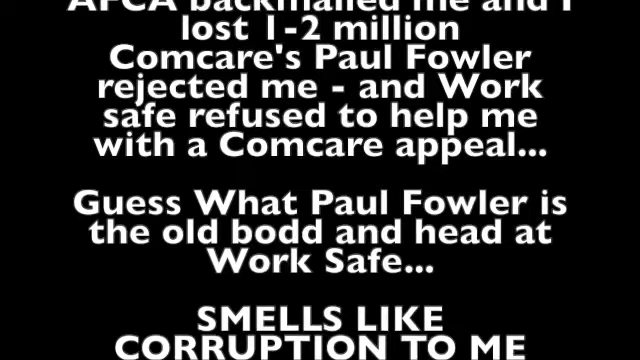 AFCA backmailed me and I
lost 1-2 million
Comcare's Paul Fowler
rejected me - and Work
safe refused to help me
with a Comcare appeal...
Guess What Paul Fowler is
the old bodd and head at
Work Safe...
SMELLS LIKE
CORRUPTION TO ME